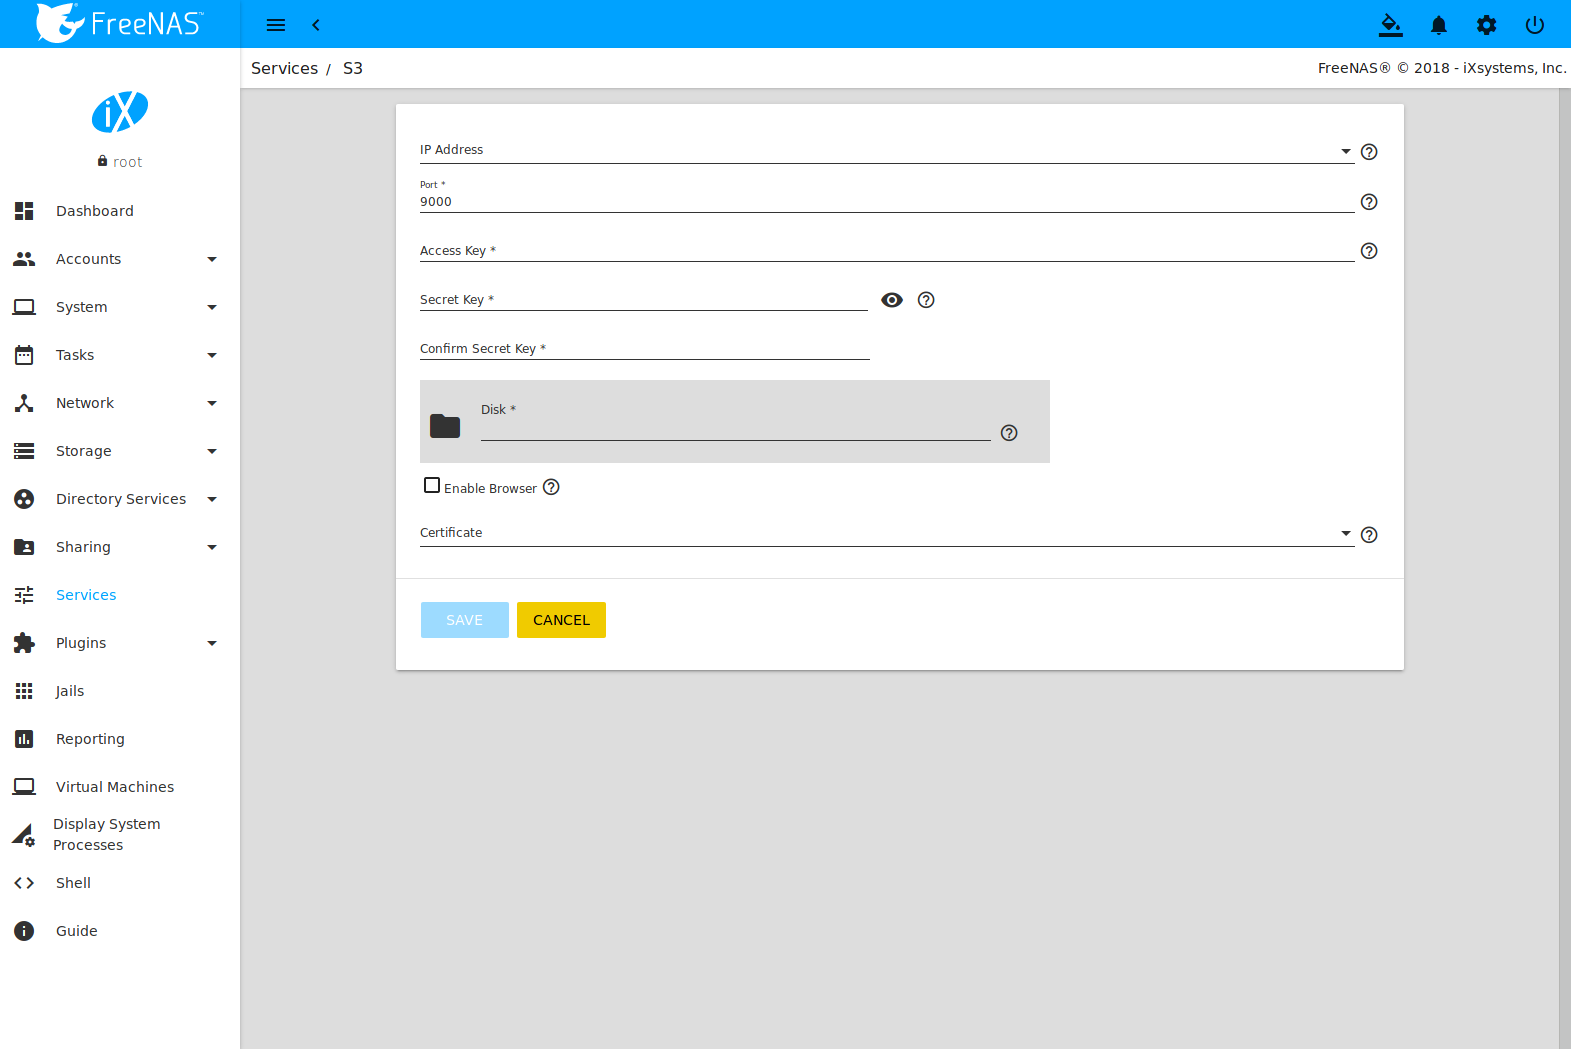 FreeNAS™
Services / S3
FreeNAS® © 2018 - iXsystems, Inc.
iX
root
Dashboard
Accounts
System
Tasks
Network
Storage
Directory Services
Sharing
Services
Plugins
Jails
Reporting
Virtual Machines
Display System
Processes
Shell
Guide
IP Address
Port *
9000
Access Key *
Secret Key *
Confirm Secret Key *
Disk *
Enable Browser
Certificate
SAVE
CANCEL